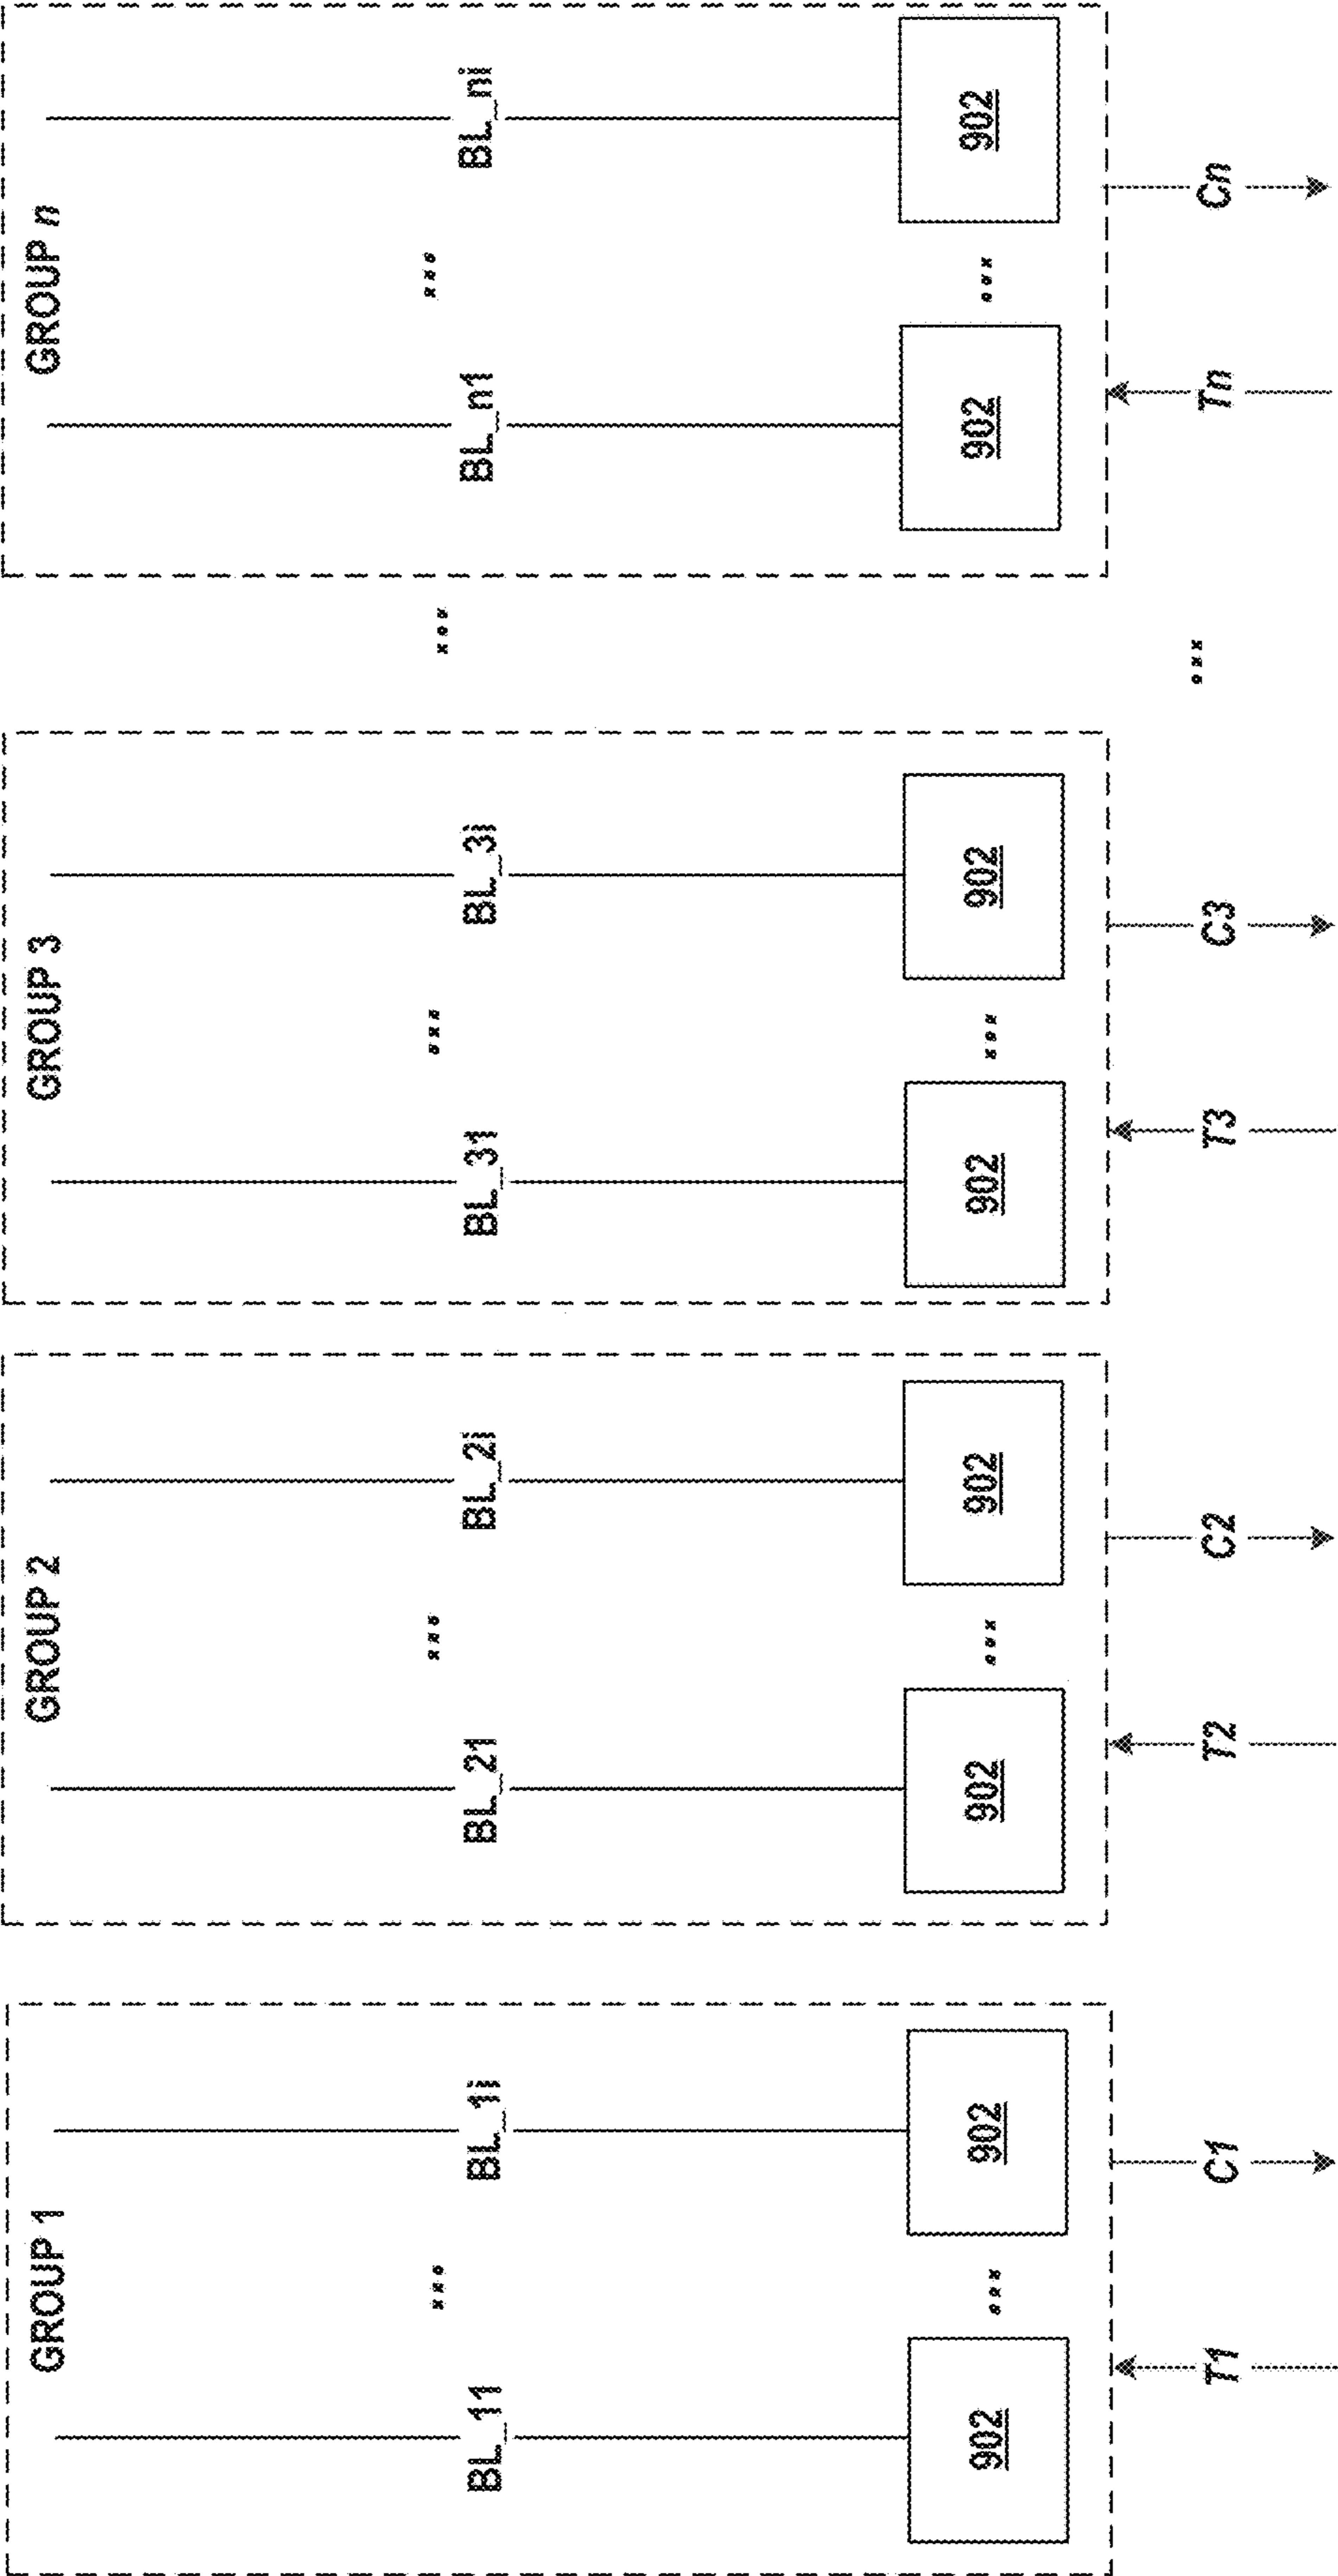 GROUP 1
BL_11
BL_1i
902
902
T1
C1
GROUP 2
BL_21
BL_2i
902
902
T2
C2
GROUP 3
BL_31
BL_3i
902
902
T3
C3
GROUP n
BL_n1
BL_ni
902
902
Tn
Cn